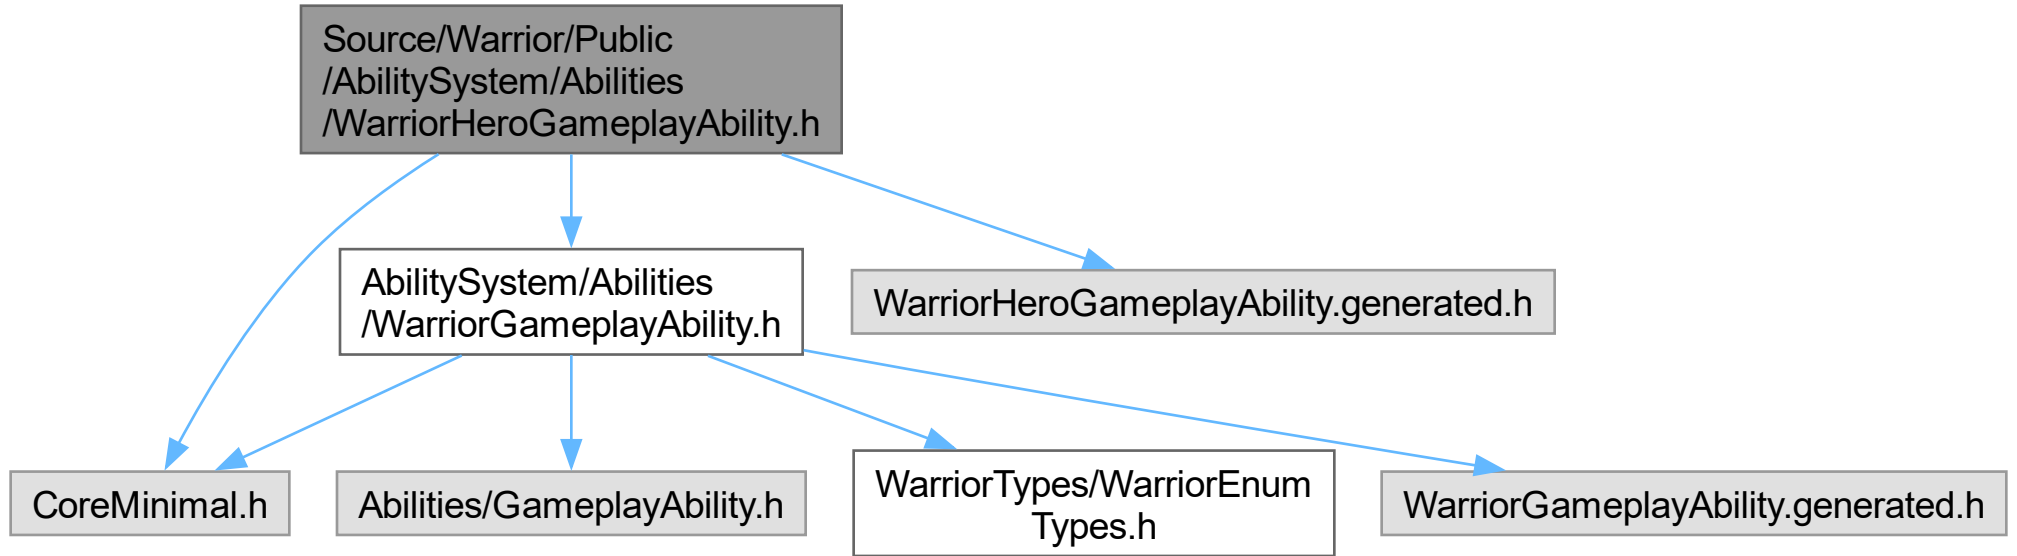 Source/Warrior/Public
/AbilitySystem/Abilities
/WarriorHeroGameplayAbility.h
AbilitySystem/Abilities
/WarriorGameplayAbility.h
WarriorHeroGameplayAbility.generated.h
CoreMinimal.h
Abilities/GameplayAbility.h
WarriorTypes/WarriorEnum
Types.h
WarriorGameplayAbility.generated.h